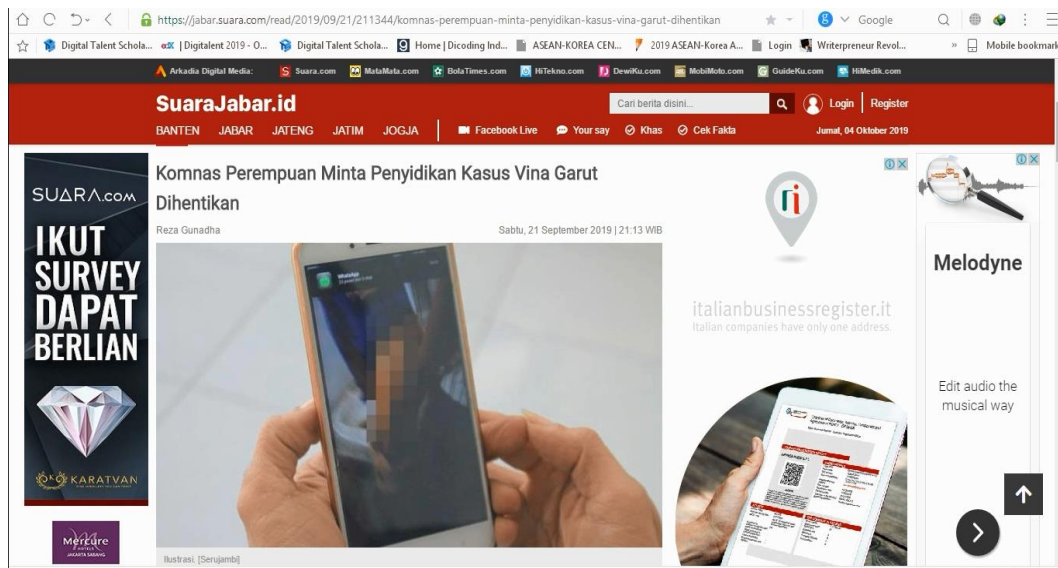 https://jabar.suara.com/read/2019/09/21/211344/komnas-perempuan-minta-penyidikan-kasus-vina-garut-dihentikan
Google
Digital Talent Schola...
| Digitalent 2019 - O...
Digital Talent Schola...
Home | Dicoding Ind...
ASEAN-KOREA CEN...
2019 ASEAN-Korea A...
Login
Writerpreneur Revol...
»
Mobile bookmark
Arkadia Digital Media:
Suara.com
MataMata.com
BolaTimes.com
HiTekno.com
DewiKu.com
MobiMoto.com
GuideKu.com
HiMedik.com
SuaraJabar.id
Cari berita disini...
Login
Register
BANTEN
JABAR
JATENG
JATIM
JOGJA
Facebook Live
Your say
Khas
Cek Fakta
Jumat, 04 Oktober 2019
SUARA.COM
IKUT
SURVEY
DAPAT
BERLIAN
KARATVAN
Mercure
HOTELS
JAKARTA SABANG
Komnas Perempuan Minta Penyidikan Kasus Vina Garut
Dihentikan
Reza Gunadha
Sabtu, 21 September 2019 | 21:13 WIB
WhatsApp
Ilustrasi. [Serujambi]
ri
italianbusinessregister.it
Italian companies have only one address.
Melodyne
Edit audio the
musical way